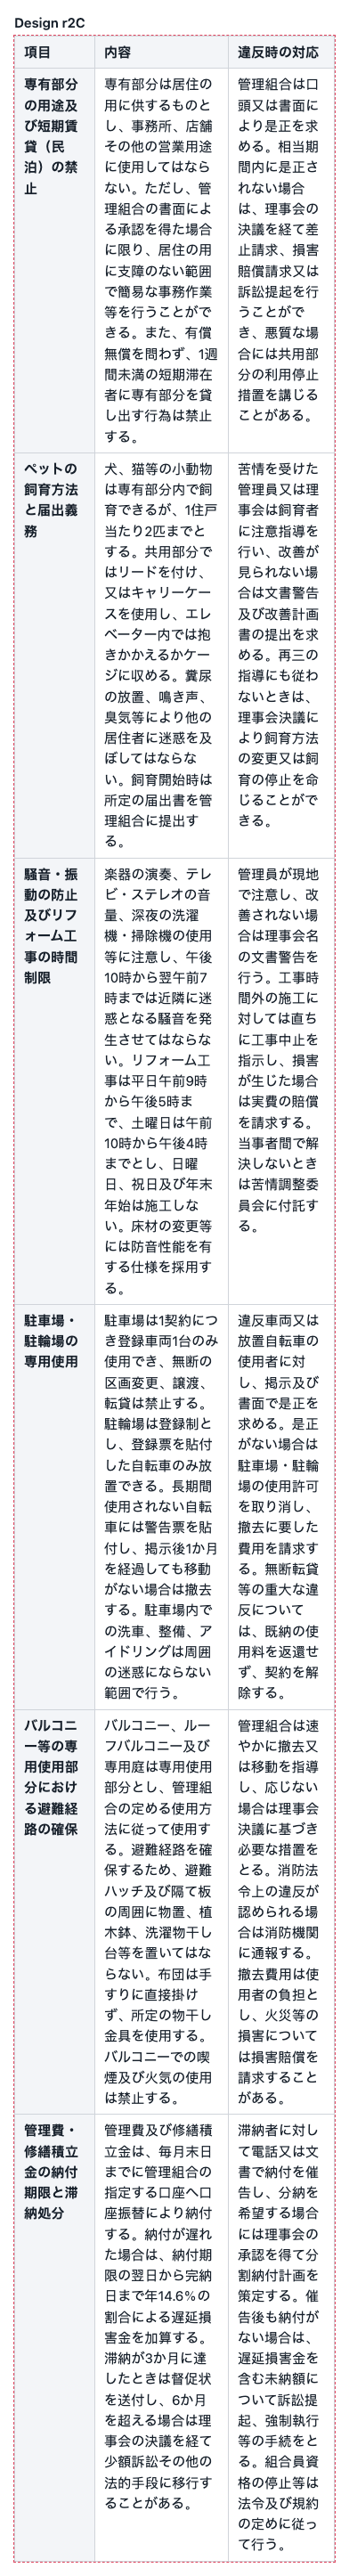 Design r2C
項目
内容
違反時の対応
専有部分
の用途及
び短期賃
貸（民
泊）の禁
止
専有部分は居住の
用に供するものと
し、事務所、店舗
その他の営業用途
に使用してはなら
ない。ただし、管
理組合の書面によ
る承認を得た場合
に限り、居住の用
に支障のない範囲
で簡易な事務作業
等を行うことがで
きる。また、有償
無償を問わず、1週
間未満の短期滞在
者に専有部分を貸
し出す行為は禁止
する。
管理組合は口
頭又は書面に
より是正を求
める。相当期
間内に是正さ
れない場合
は、理事会の
決議を経て差
止請求、損害
賠償請求又は
訴訟提起を行
うことがで
き、悪質な場
合には共用部
分の利用停止
措置を講じる
ことがある。
ペットの
飼育方法
と届出義
務
犬、猫等の小動物
は専有部分内で飼
育できるが、1住戸
当たり2匹までと
する。共用部分で
はリードを付け、
又はキャリーケー
スを使用し、エレ
ベーター内では抱
きかかえるかケー
ジに収める。糞尿
の放置、鳴き声、
臭気等により他の
居住者に迷惑を及
ぼしてはならな
い。飼育開始時は
所定の届出書を管
理組合に提出す
る。
苦情を受けた
管理員又は理
事会は飼育者
に注意指導を
行い、改善が
見られない場
合は文書警告
及び改善計画
書の提出を求
める。再三の
指導にも従わ
ないときは、
理事会決議に
より飼育方法
の変更又は飼
育の停止を命
じることがで
きる。
騒音・振
動の防止
及びリフ
ォーム工
事の時間
制限
楽器の演奏、テレ
ビ・ステレオの音
量、深夜の洗濯
機・掃除機の使用
等に注意し、午後
10時から翌午前7
時までは近隣に迷
惑となる騒音を発
生させてはならな
い。リフォーム工
事は平日午前9時
から午後5時ま
で、土曜日は午前
10時から午後4時
までとし、日曜
日、祝日及び年末
年始は施工しな
い。床材の変更等
には防音性能を有
する仕様を採用す
る。
管理員が現地
で注意し、改
善されない場
合は理事会名
の文書警告を
行う。工事時
間外の施工に
対しては直ち
に工事中止を
指示し、損害
が生じた場合
は実費の賠償
を請求する。
当事者間で解
決しないとき
は苦情調整委
員会に付託す
る。
駐車場・
駐輪場の
専用使用
駐車場は1契約につ
き登録車両1台のみ
使用でき、無断の
区画変更、譲渡、
転貸は禁止する。
駐輪場は登録制と
し、登録票を貼付
した自転車のみ放
置できる。長期間
使用されない自転
車には警告票を貼
付し、掲示後1か月
を経過しても移動
がない場合は撤去
する。駐車場内で
の洗車、整備、ア
イドリングは周囲
の迷惑にならない
範囲で行う。
違反車両又は
放置自転車の
使用者に対
し、掲示及び
書面で是正を
求める。是正
がない場合は
駐車場・駐輪
場の使用許可
を取り消し、
撤去に要した
費用を請求す
る。無断転貸
等の重大な違
反について
は、既納の使
用料を返還せ
ず、契約を解
除する。
バルコニ
ー等の専
用使用部
分におけ
る避難経
路の確保
バルコニー、ルー
フバルコニー及び
専用庭は専用使用
部分とし、管理組
合の定める使用方
法に従って使用す
る。避難経路を確
保するため、避難
ハッチ及び隔て板
の周囲に物置、植
木鉢、洗濯物干し
台等を置いてはな
らない。布団は手
すりに直接掛け
ず、所定の物干し
金具を使用する。
バルコニーでの喫
煙及び火気の使用
は禁止する。
管理組合は速
やかに撤去又
は移動を指導
し、応じない
場合は理事会
決議に基づき
必要な措置を
とる。消防法
令上の違反が
認められる場
合は消防機関
に通報する。
撤去費用は使
用者の負担と
し、火災等の
損害について
は損害賠償を
請求すること
がある。
管理費・
修繕積立
金の納付
期限と滞
納処分
管理費及び修繕積
立金は、毎月末日
までに管理組合の
指定する口座へ口
座振替により納付
する。納付が遅れ
た場合は、納付期
限の翌日から完納
日まで年14.6%の
割合による遅延損
害金を加算する。
滞納が3か月に達
したときは督促状
を送付し、6か月
を超える場合は理
事会の決議を経て
少額訴訟その他の
法的手段に移行す
ることがある。
滞納者に対し
て電話又は文
書で納付を催
告し、分納を
希望する場合
には理事会の
承認を得て分
割納付計画を
策定する。催
告後も納付が
ない場合は、
遅延損害金を
含む未納額に
ついて訴訟提
起、強制執行
等の手続をと
る。組合員資
格の停止等は
法令及び規約
の定めに従っ
て行う。